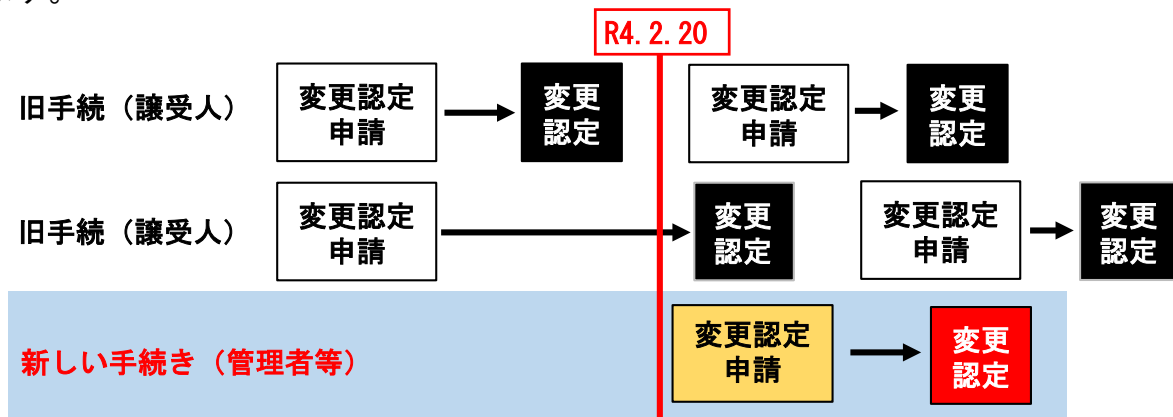 す。
R4.2.20
旧手続（譲受人）
変更認定
申請
変更
認定
変更認定
申請
変更
認定
旧手続（譲受人）
変更認定
申請
変更
認定
変更認定
申請
変更
認定
新しい手続き（管理者等）
変更認定
申請
変更
認定